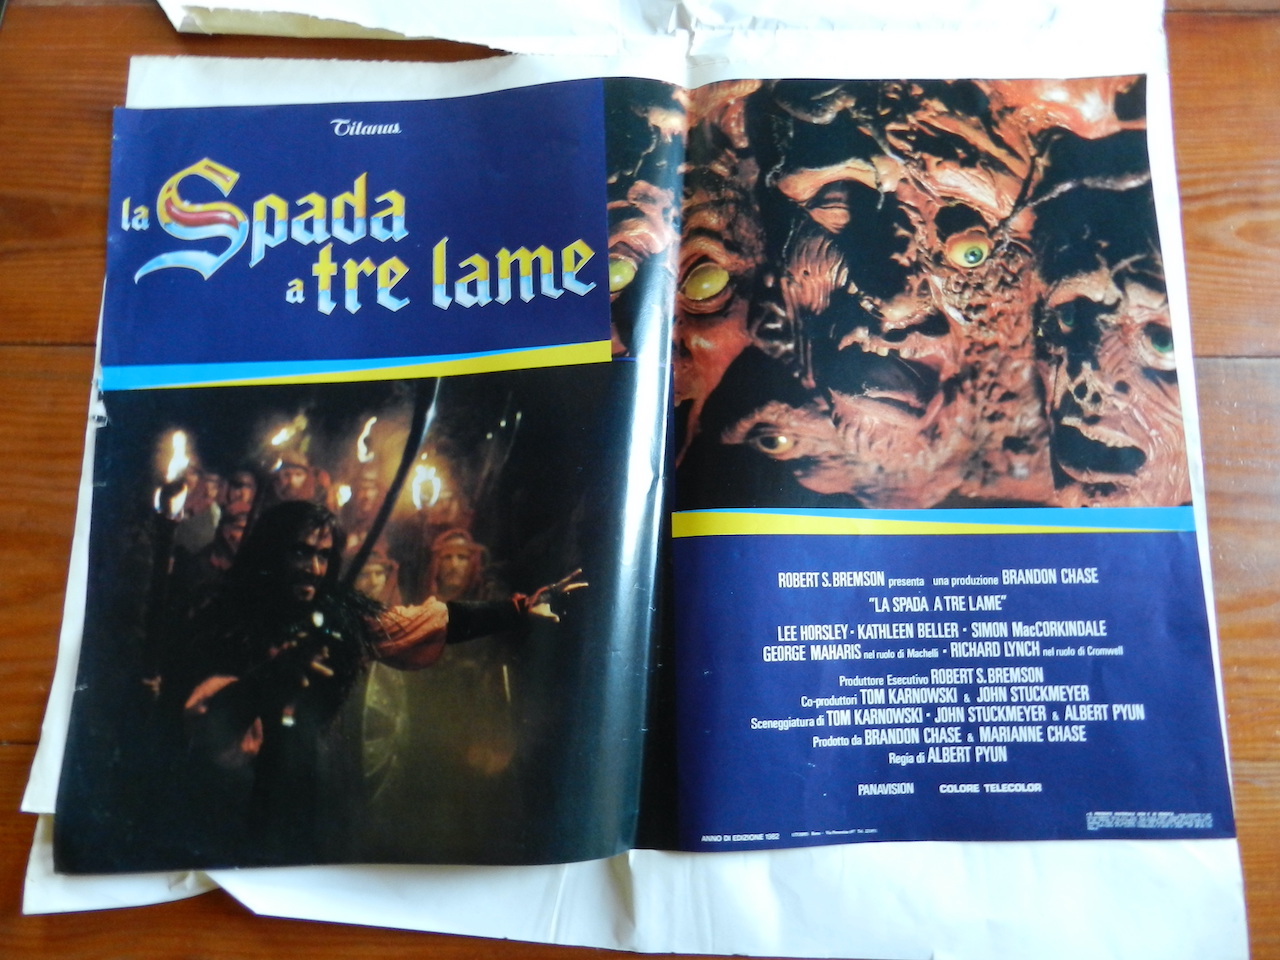 Titanus
la Spada
a tre lame
ROBERT S. BREMSON presenta una produzione BRANDON CHASE
"LA SPADA A TRE LAME"
LEE HORSLEY · KATHLEEN BELLER · SIMON MacCORKINDALE
GEORGE MAHARIS nel ruolo di Machelli · RICHARD LYNCH nel ruolo di Cromwell
Produttore Esecutivo ROBERT S. BREMSON
Co-produttori TOM KARNOWSKI & JOHN STUCKMEYER
Sceneggiatura di TOM KARNOWSKI · JOHN STUCKMEYER & ALBERT PYUN
Prodotto da BRANDON CHASE & MARIANNE CHASE
Regia di ALBERT PYUN
PANAVISION COLORE TELECOLOR
ANNO DI EDIZIONE 1982